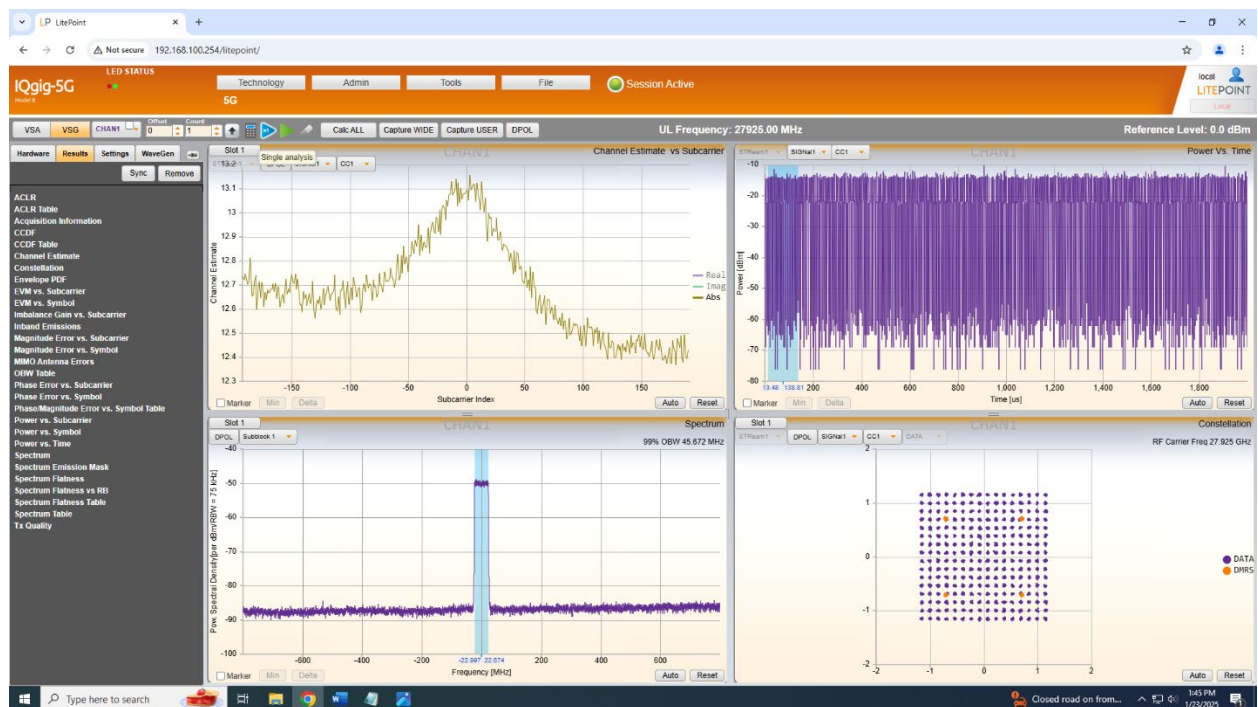 LP LitePoint
Not secure 192.168.100.254/litepoint/
IQgig-5G
Model B
LED STATUS
Technology Admin Tools File Session Active
5G
local
LITEPOINT
Local
VSA VSG CHAN1 Offset 0 Count 1 Calc ALL Capture WIDE Capture USER DPOL UL Frequency: 27925.00 MHz Reference Level: 0.0 dBm
Hardware Results Settings WaveGen
Sync Remove
ACLR
ACLR Table
Acquisition Information
CCDF
CCDF Table
Channel Estimate
Constellation
Envelope PDF
EVM vs. Subcarrier
EVM vs. Symbol
Imbalance Gain vs. Subcarrier
Inband Emissions
Magnitude Error vs. Subcarrier
Magnitude Error vs. Symbol
MIMO Antenna Errors
OBW Table
Phase Error vs. Subcarrier
Phase Error vs. Symbol
Phase/Magnitude Error vs. Symbol Table
Power vs. Subcarrier
Power vs. Symbol
Power vs. Time
Spectrum
Spectrum Emission Mask
Spectrum Flatness
Spectrum Flatness vs RB
Spectrum Flatness Table
Spectrum Table
Tx Quality
Slot 1 CHAN1 Channel Estimate vs Subcarrier
Single analysis
CC1
13.2
13.1
13
12.9
12.8
12.7
12.6
12.5
12.4
12.3
Channel Estimate
Real
Imag
Abs
-150 -100 -50 0 50 100 150
Subcarrier Index
Marker Min Delta Auto Reset
STReam1 SIGNal1 CC1 CHAN1 Power Vs. Time
-10
-20
-30
-40
-50
-60
-70
-80
Power [dBm]
13.48 138.81 200 400 600 800 1,000 1,200 1,400 1,600 1,800
Time [us]
Marker Min Delta Auto Reset
Slot 1 CHAN1 Spectrum
DPOL Subblock 1
99% OBW 45.672 MHz
-40
-50
-60
-70
-80
-90
-100
Pow. Spectral Density[per dBm/RBW = 75 kHz]
-600 -400 -200 -22.997 22.674 200 400 600
Frequency [MHz]
Marker Min Delta Auto Reset
Slot 1 CHAN1 Constellation
STReam1 DPOL SIGNal1 CC1 DATA
RF Carrier Freq 27.925 GHz
2
1
0
-1
-2
DATA
DMRS
-2 -1 0 1 2
Auto Reset
Type here to search
Closed road on from...
1:45 PM
1/23/2025